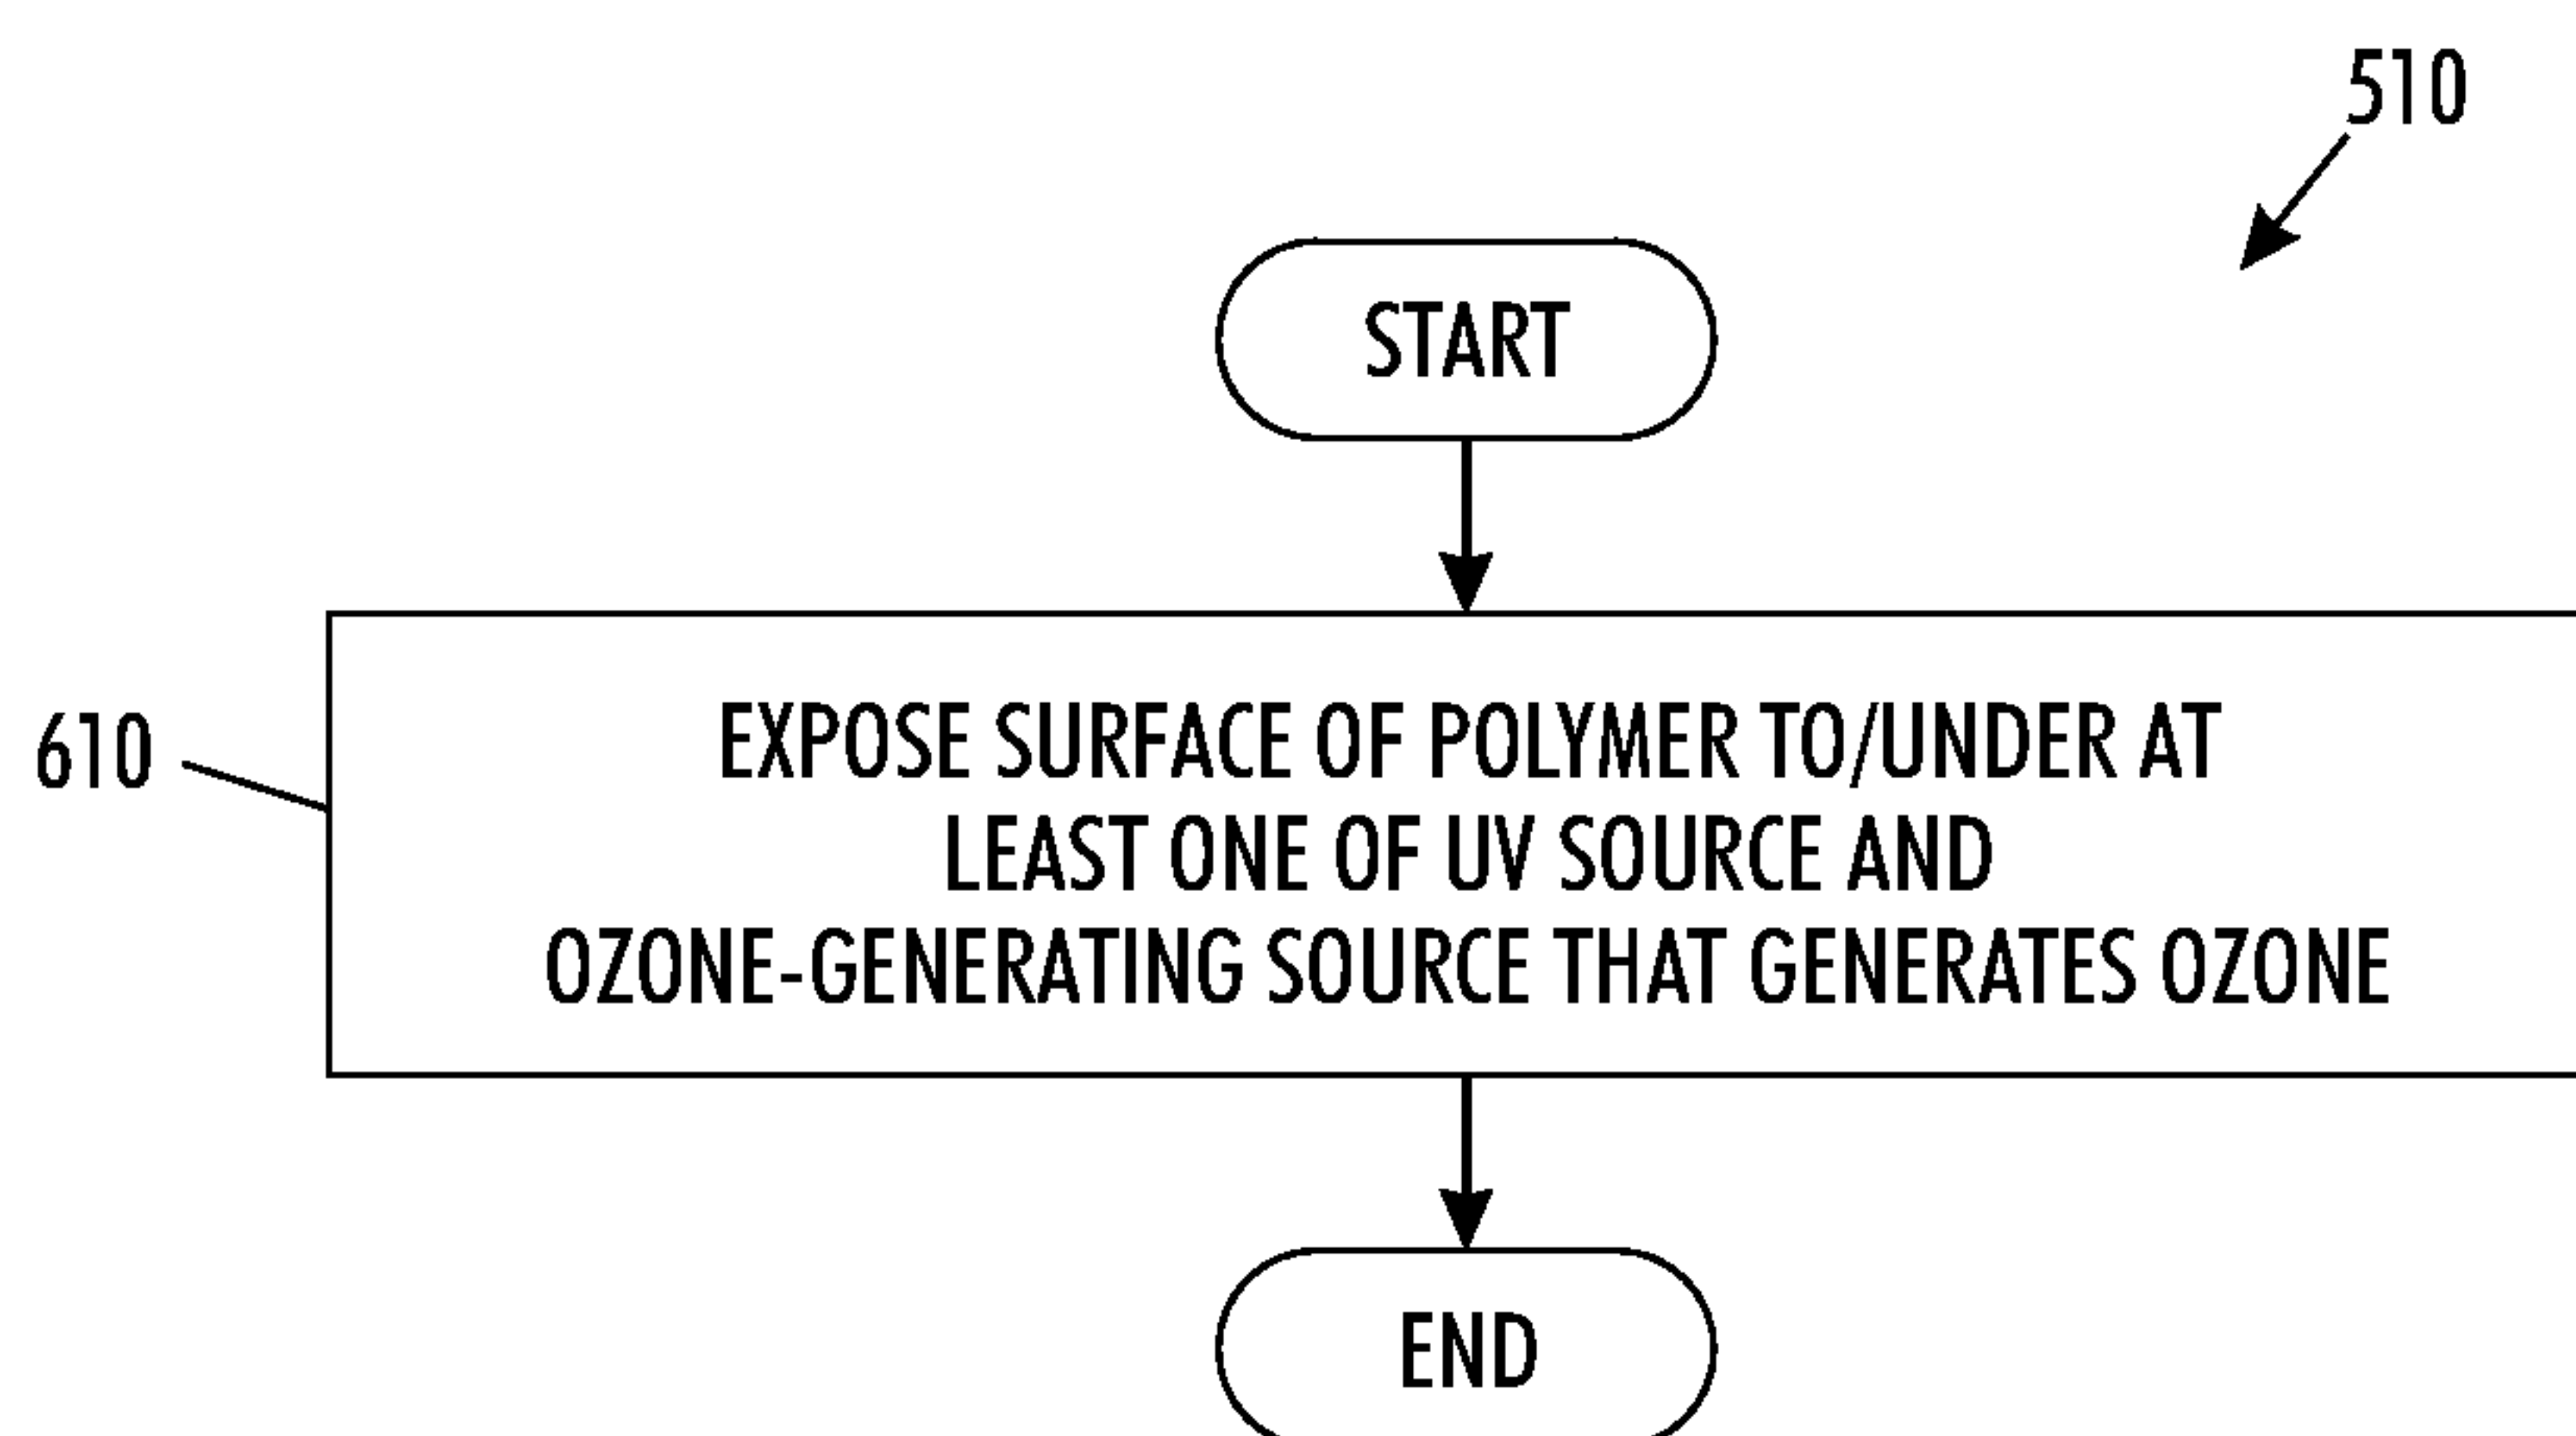 510
START
610
EXPOSE SURFACE OF POLYMER TO/UNDER AT
LEAST ONE OF UV SOURCE AND
OZONE-GENERATING SOURCE THAT GENERATES OZONE
END